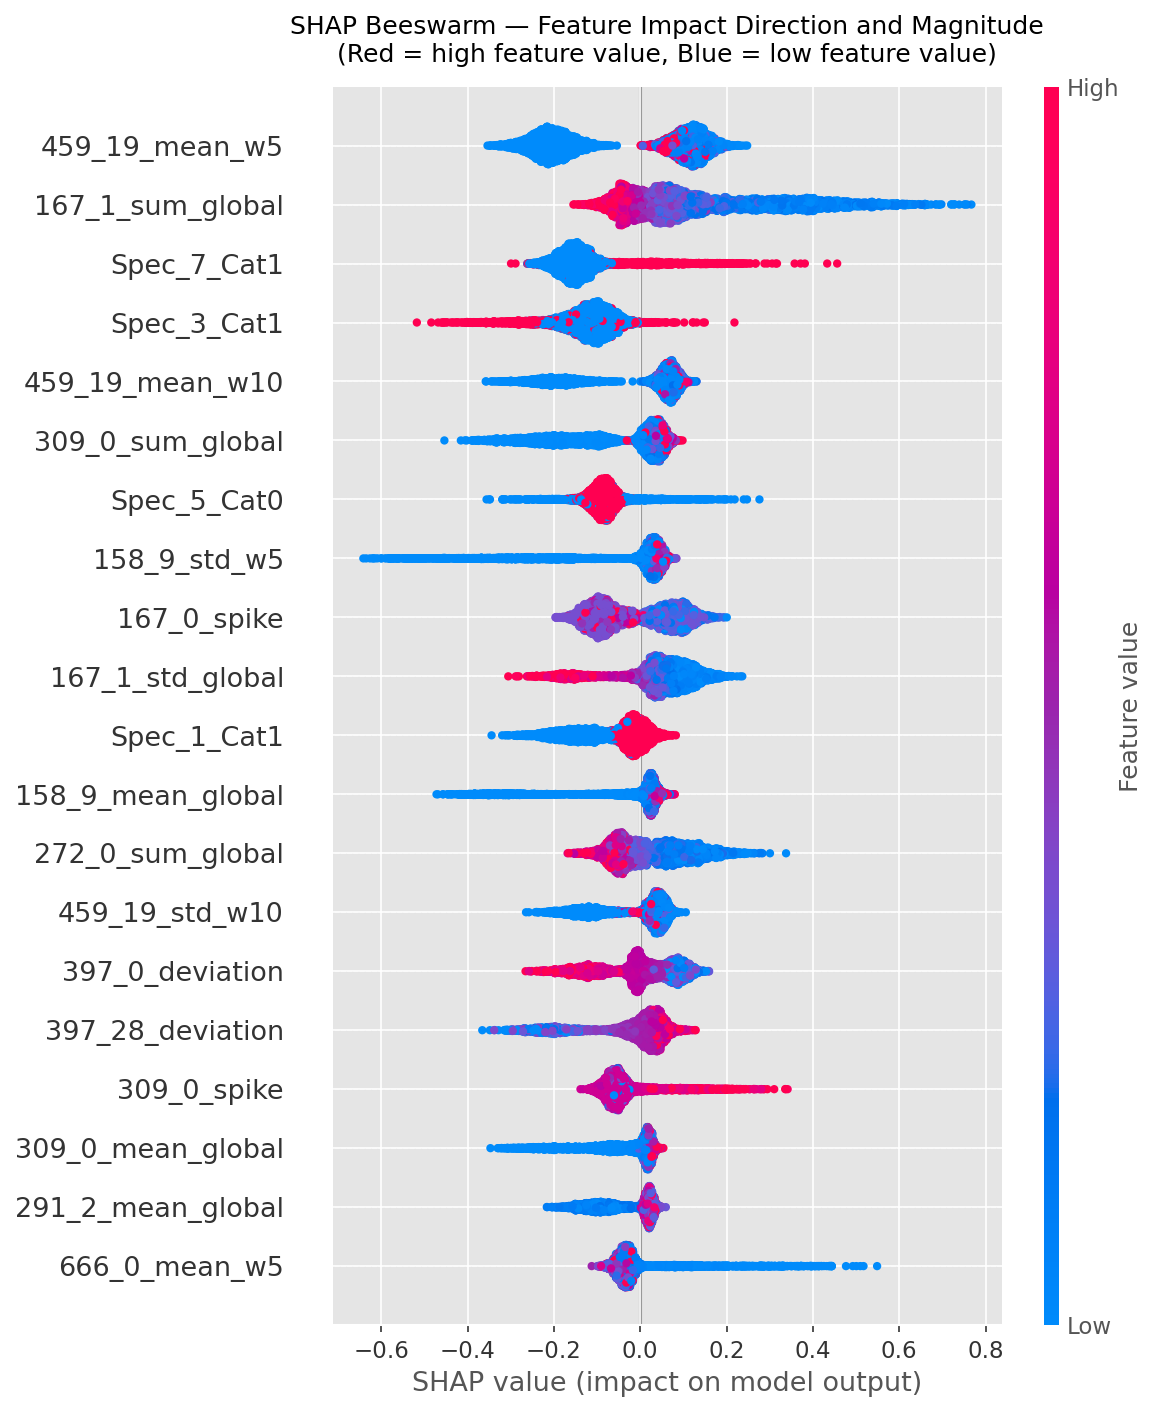 SHAP Beeswarm — Feature Impact Direction and Magnitude
(Red = high feature value, Blue = low feature value)
High
459_19_mean_w5
167_1_sum_global
Spec_7_Cat1
Spec_3_Cat1
459_19_mean_w10
309_0_sum_global
Spec_5_Cat0
158_9_std_w5
167_0_spike
167_1_std_global
Spec_1_Cat1
158_9_mean_global
272_0_sum_global
459_19_std_w10
397_0_deviation
397_28_deviation
309_0_spike
309_0_mean_global
291_2_mean_global
666_0_mean_w5
Feature value
Low
−0.6 −0.4 −0.2 0.0 0.2 0.4 0.6 0.8
SHAP value (impact on model output)